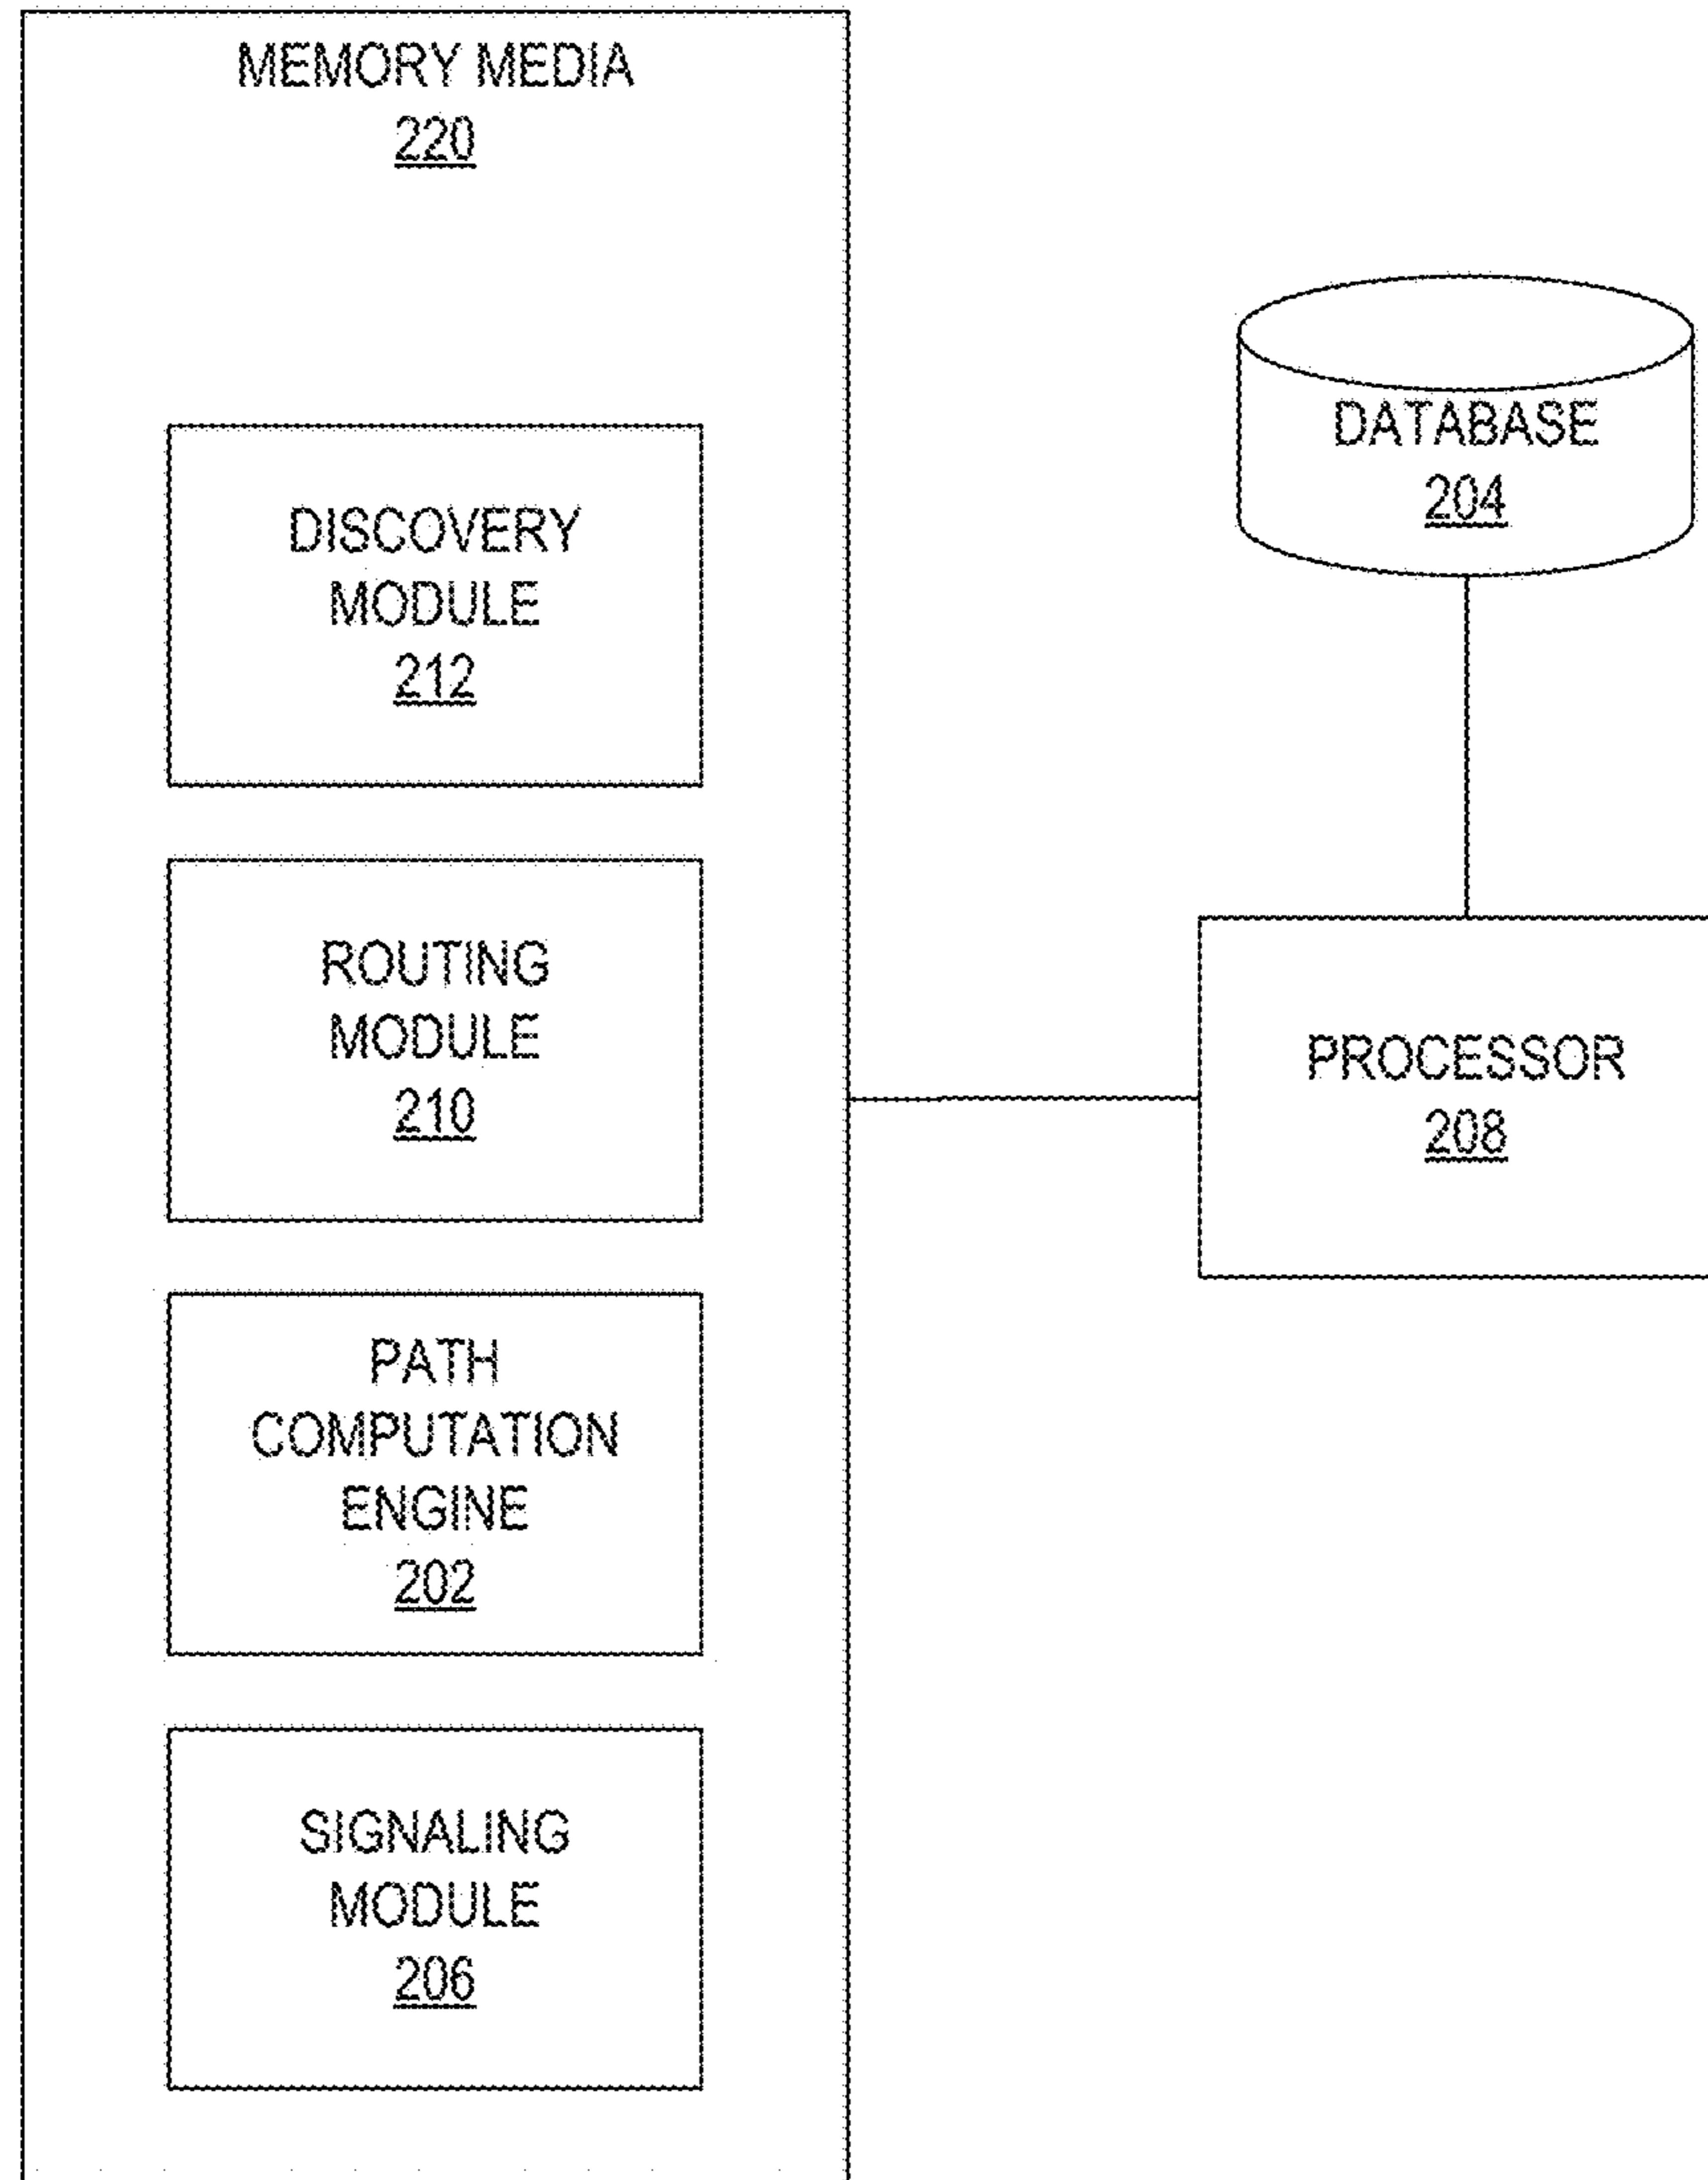 MEMORY MEDIA
220
DISCOVERY
MODULE
212
ROUTING
MODULE
210
PATH
COMPUTATION
ENGINE
202
SIGNALING
MODULE
206
DATABASE
204
PROCESSOR
208